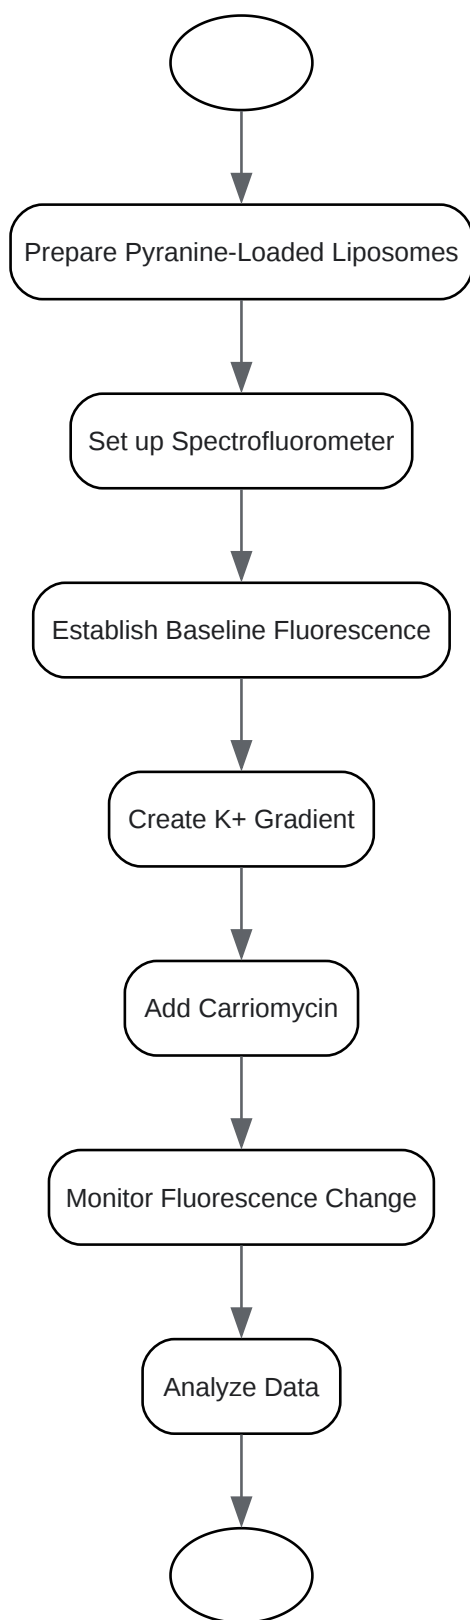 Prepare Pyranine-Loaded Liposomes
Set up Spectrofluorometer
Establish Baseline Fluorescence
Create K+ Gradient
Add Carriomycin
Monitor Fluorescence Change
Analyze Data